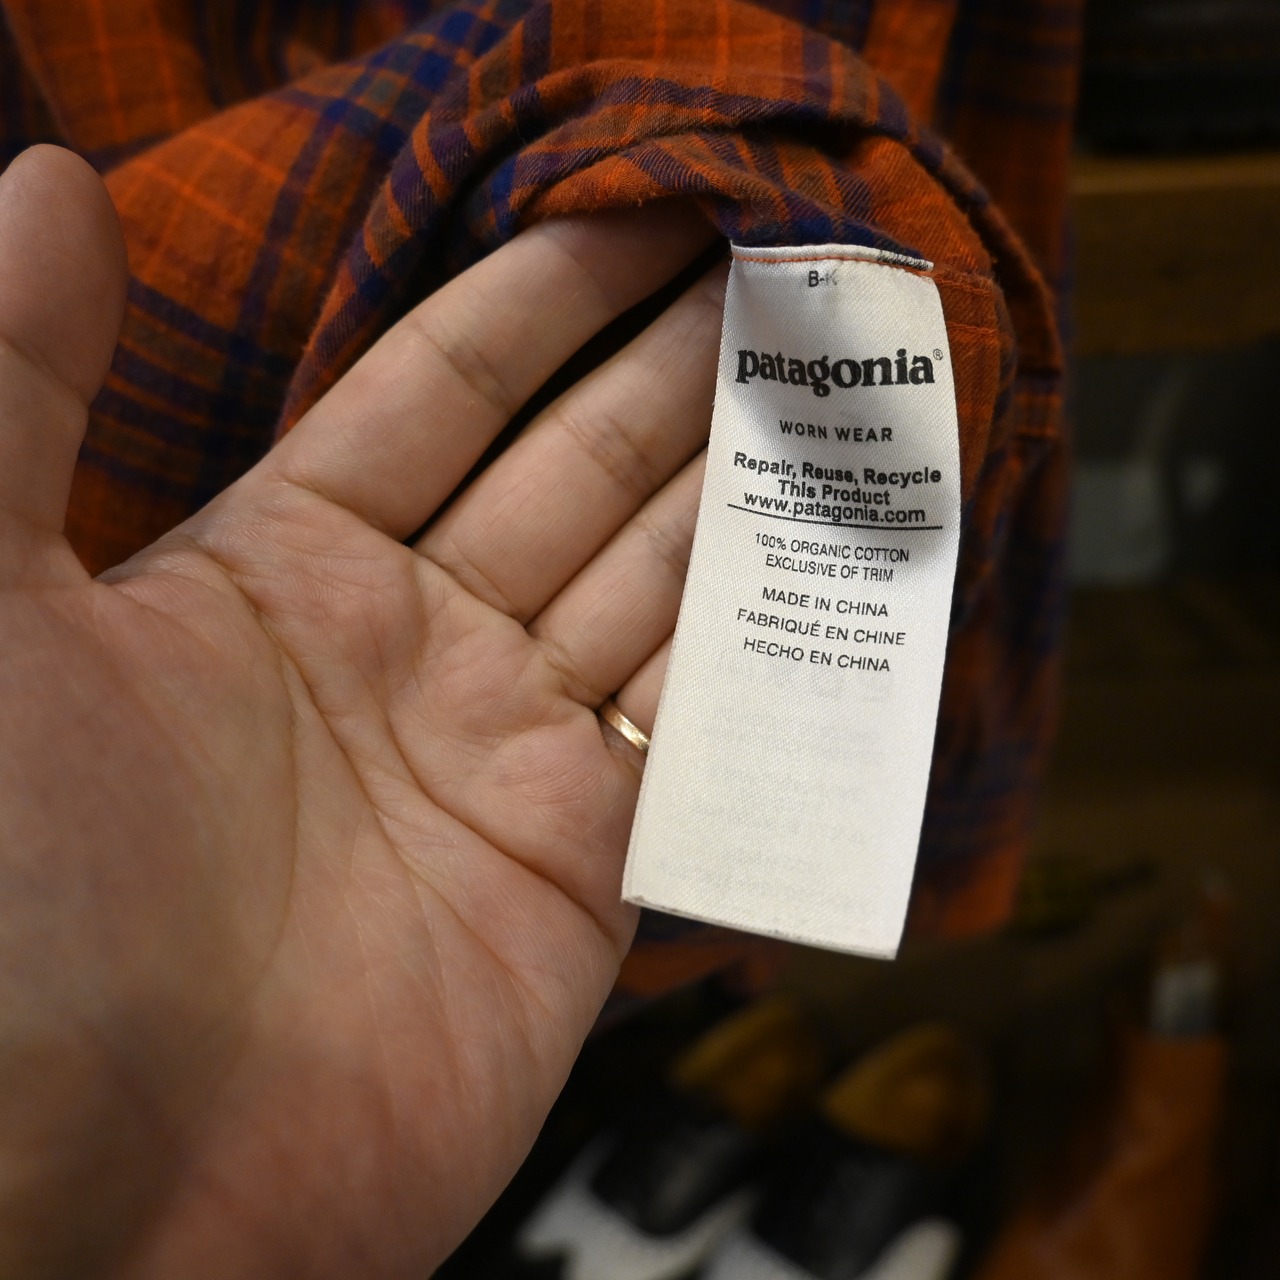 patagonia®
WORN WEAR
Repair, Reuse, Recycle
This Product
www.patagonia.com
100% ORGANIC COTTON
EXCLUSIVE OF TRIM
MADE IN CHINA
FABRIQUÉ EN CHINE
HECHO EN CHINA